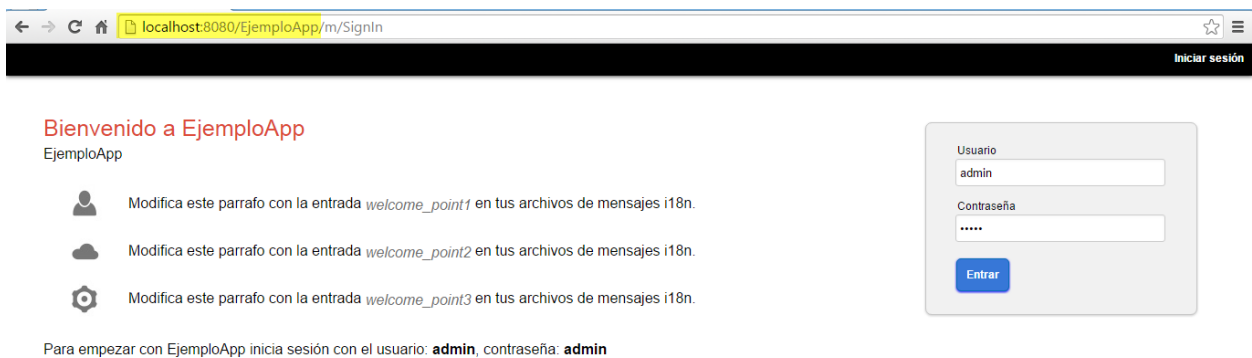 localhost:8080/EjemploApp/m/SignIn
Iniciar sesión
Bienvenido a EjemploApp
EjemploApp
Modifica este parrafo con la entrada welcome_point1 en tus archivos de mensajes i18n.
Modifica este parrafo con la entrada welcome_point2 en tus archivos de mensajes i18n.
Modifica este parrafo con la entrada welcome_point3 en tus archivos de mensajes i18n.
Para empezar con EjemploApp inicia sesión con el usuario: admin, contraseña: admin
Usuario
admin
Contraseña
•••••
Entrar